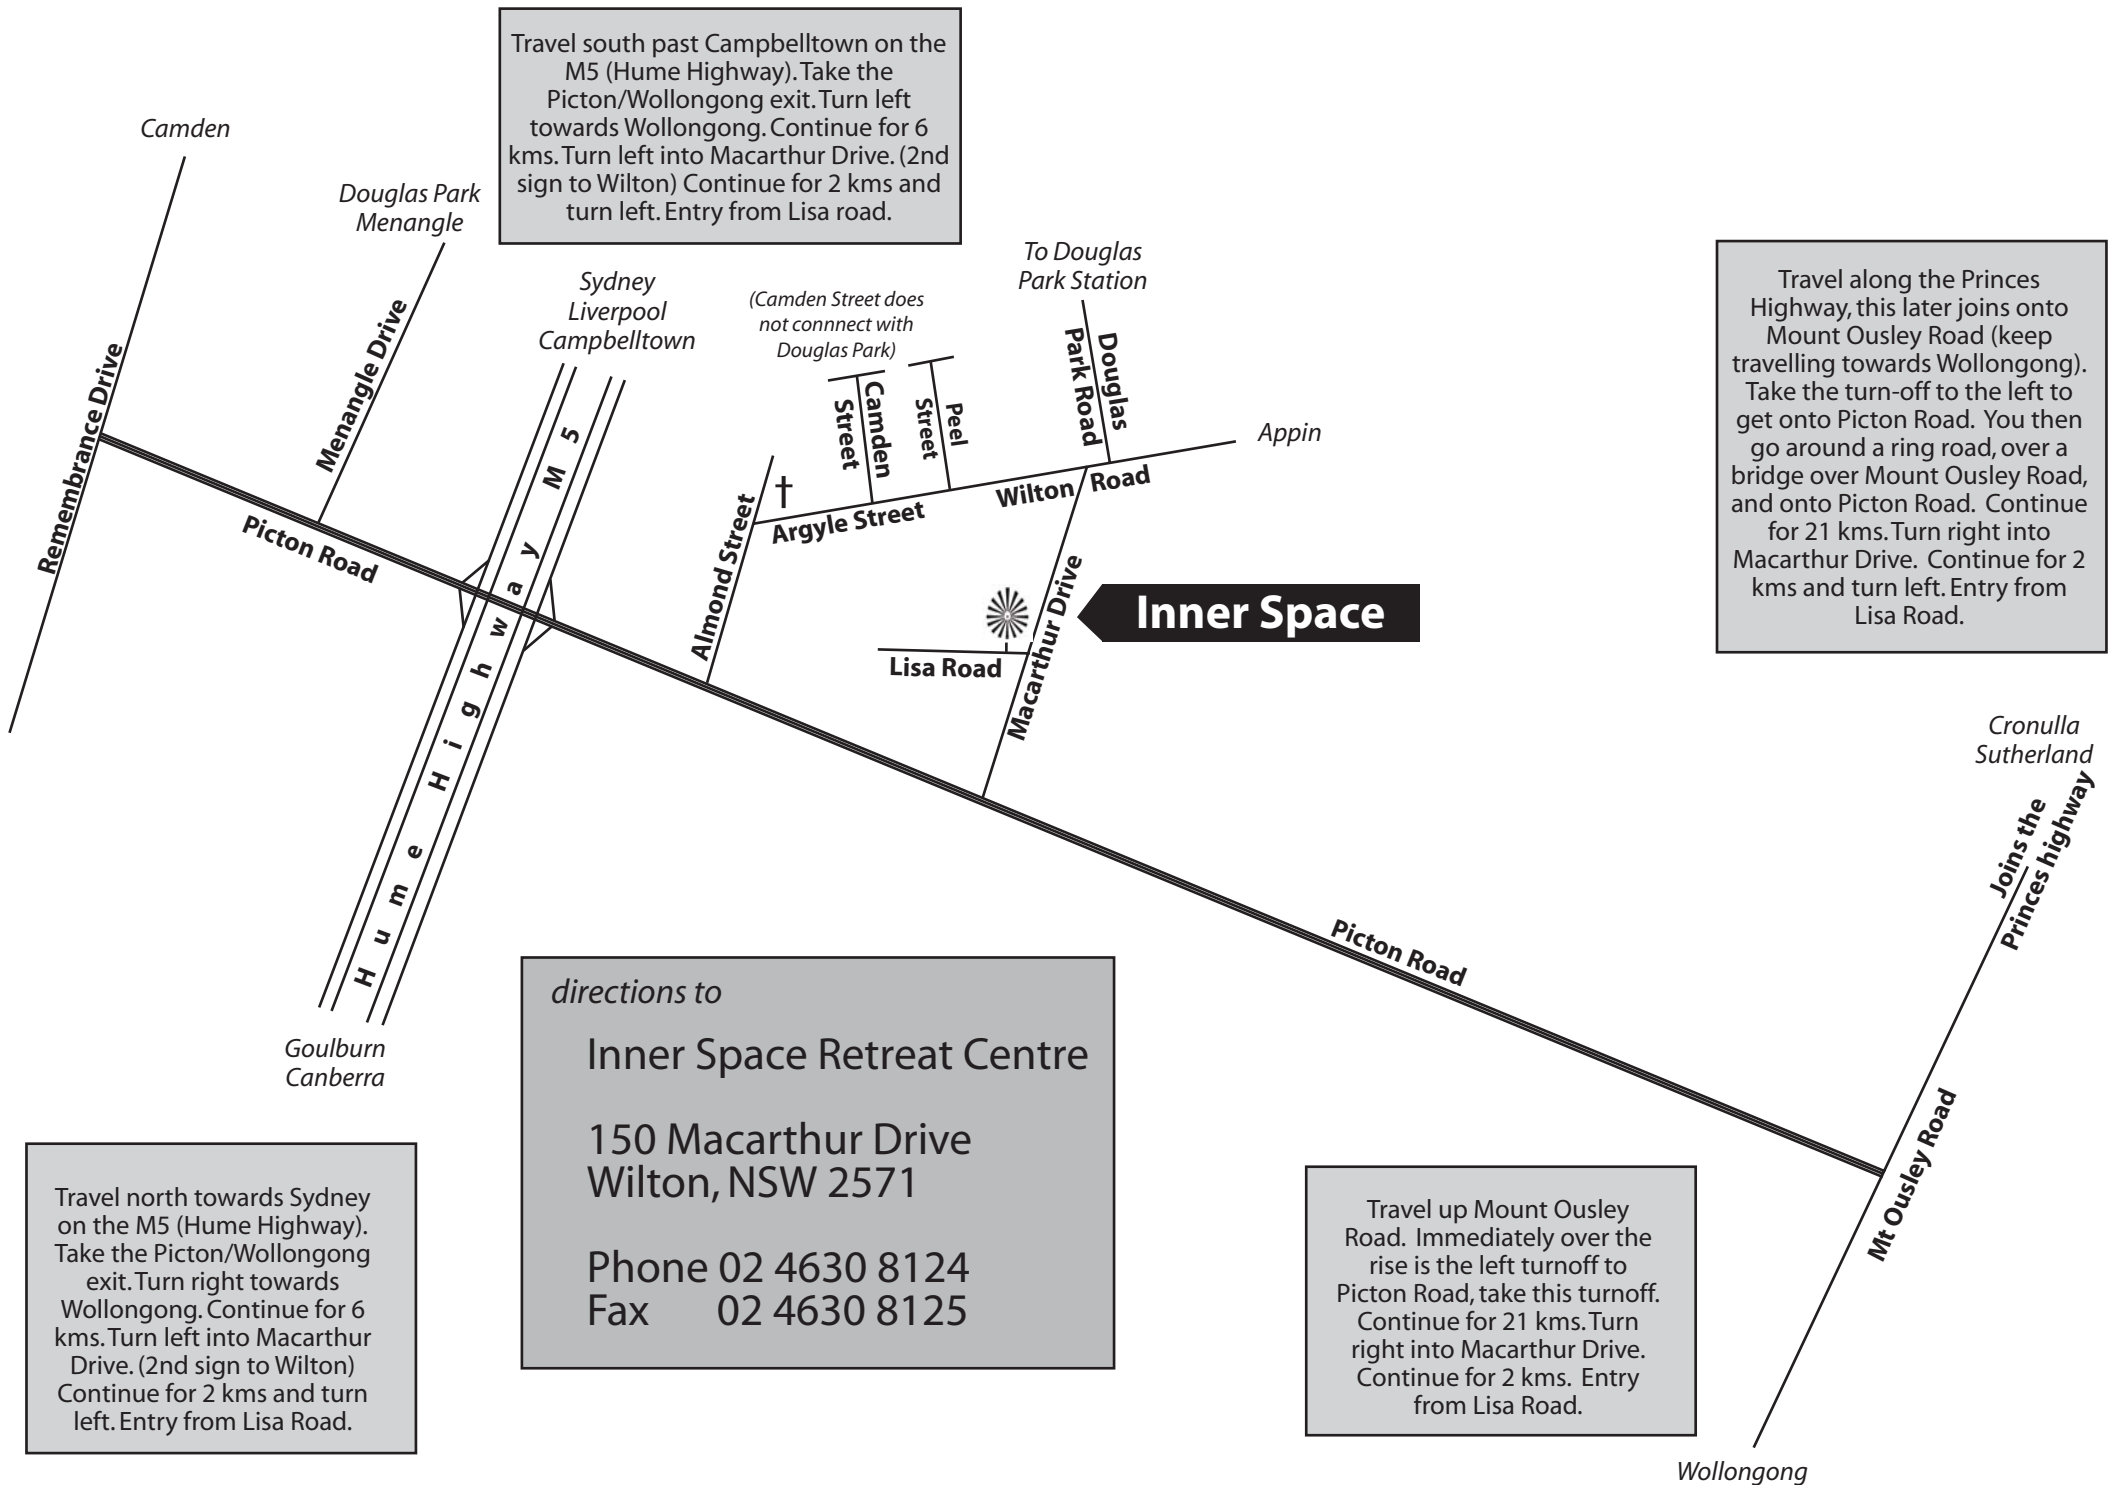 Travel south past Campbelltown on the
M5 (Hume Highway). Take the
Picton/Wollongong exit. Turn left
towards Wollongong. Continue for 6
kms. Turn left into Macarthur Drive. (2nd
sign to Wilton) Continue for 2 kms and
turn left. Entry from Lisa road.
Camden
Douglas Park
Menangle
Sydney
Liverpool
Campbelltown
(Camden Street does
not connnect with
Douglas Park)
To Douglas
Park Station
Travel along the Princes
Highway, this later joins onto
Mount Ousley Road (keep
travelling towards Wollongong).
Take the turn-off to the left to
get onto Picton Road. You then
go around a ring road, over a
bridge over Mount Ousley Road,
and onto Picton Road. Continue
for 21 kms. Turn right into
Macarthur Drive. Continue for 2
kms and turn left. Entry from
Lisa Road.
Remembrance Drive
Menangle Drive
Picton Road
Hume Highway M5
Almond Street
Argyle Street
Camden
Street
Peel
Street
Wilton Road
Douglas
Park Road
Appin
Macarthur Drive
Lisa Road
Inner Space
Cronulla
Sutherland
Joins the
Princes highway
Picton Road
Mt Ousley Road
Wollongong
Goulburn
Canberra
directions to
Inner Space Retreat Centre
150 Macarthur Drive
Wilton, NSW 2571
Phone 02 4630 8124
Fax 02 4630 8125
Travel north towards Sydney
on the M5 (Hume Highway).
Take the Picton/Wollongong
exit. Turn right towards
Wollongong. Continue for 6
kms. Turn left into Macarthur
Drive. (2nd sign to Wilton)
Continue for 2 kms and turn
left. Entry from Lisa Road.
Travel up Mount Ousley
Road. Immediately over the
rise is the left turnoff to
Picton Road, take this turnoff.
Continue for 21 kms. Turn
right into Macarthur Drive.
Continue for 2 kms. Entry
from Lisa Road.